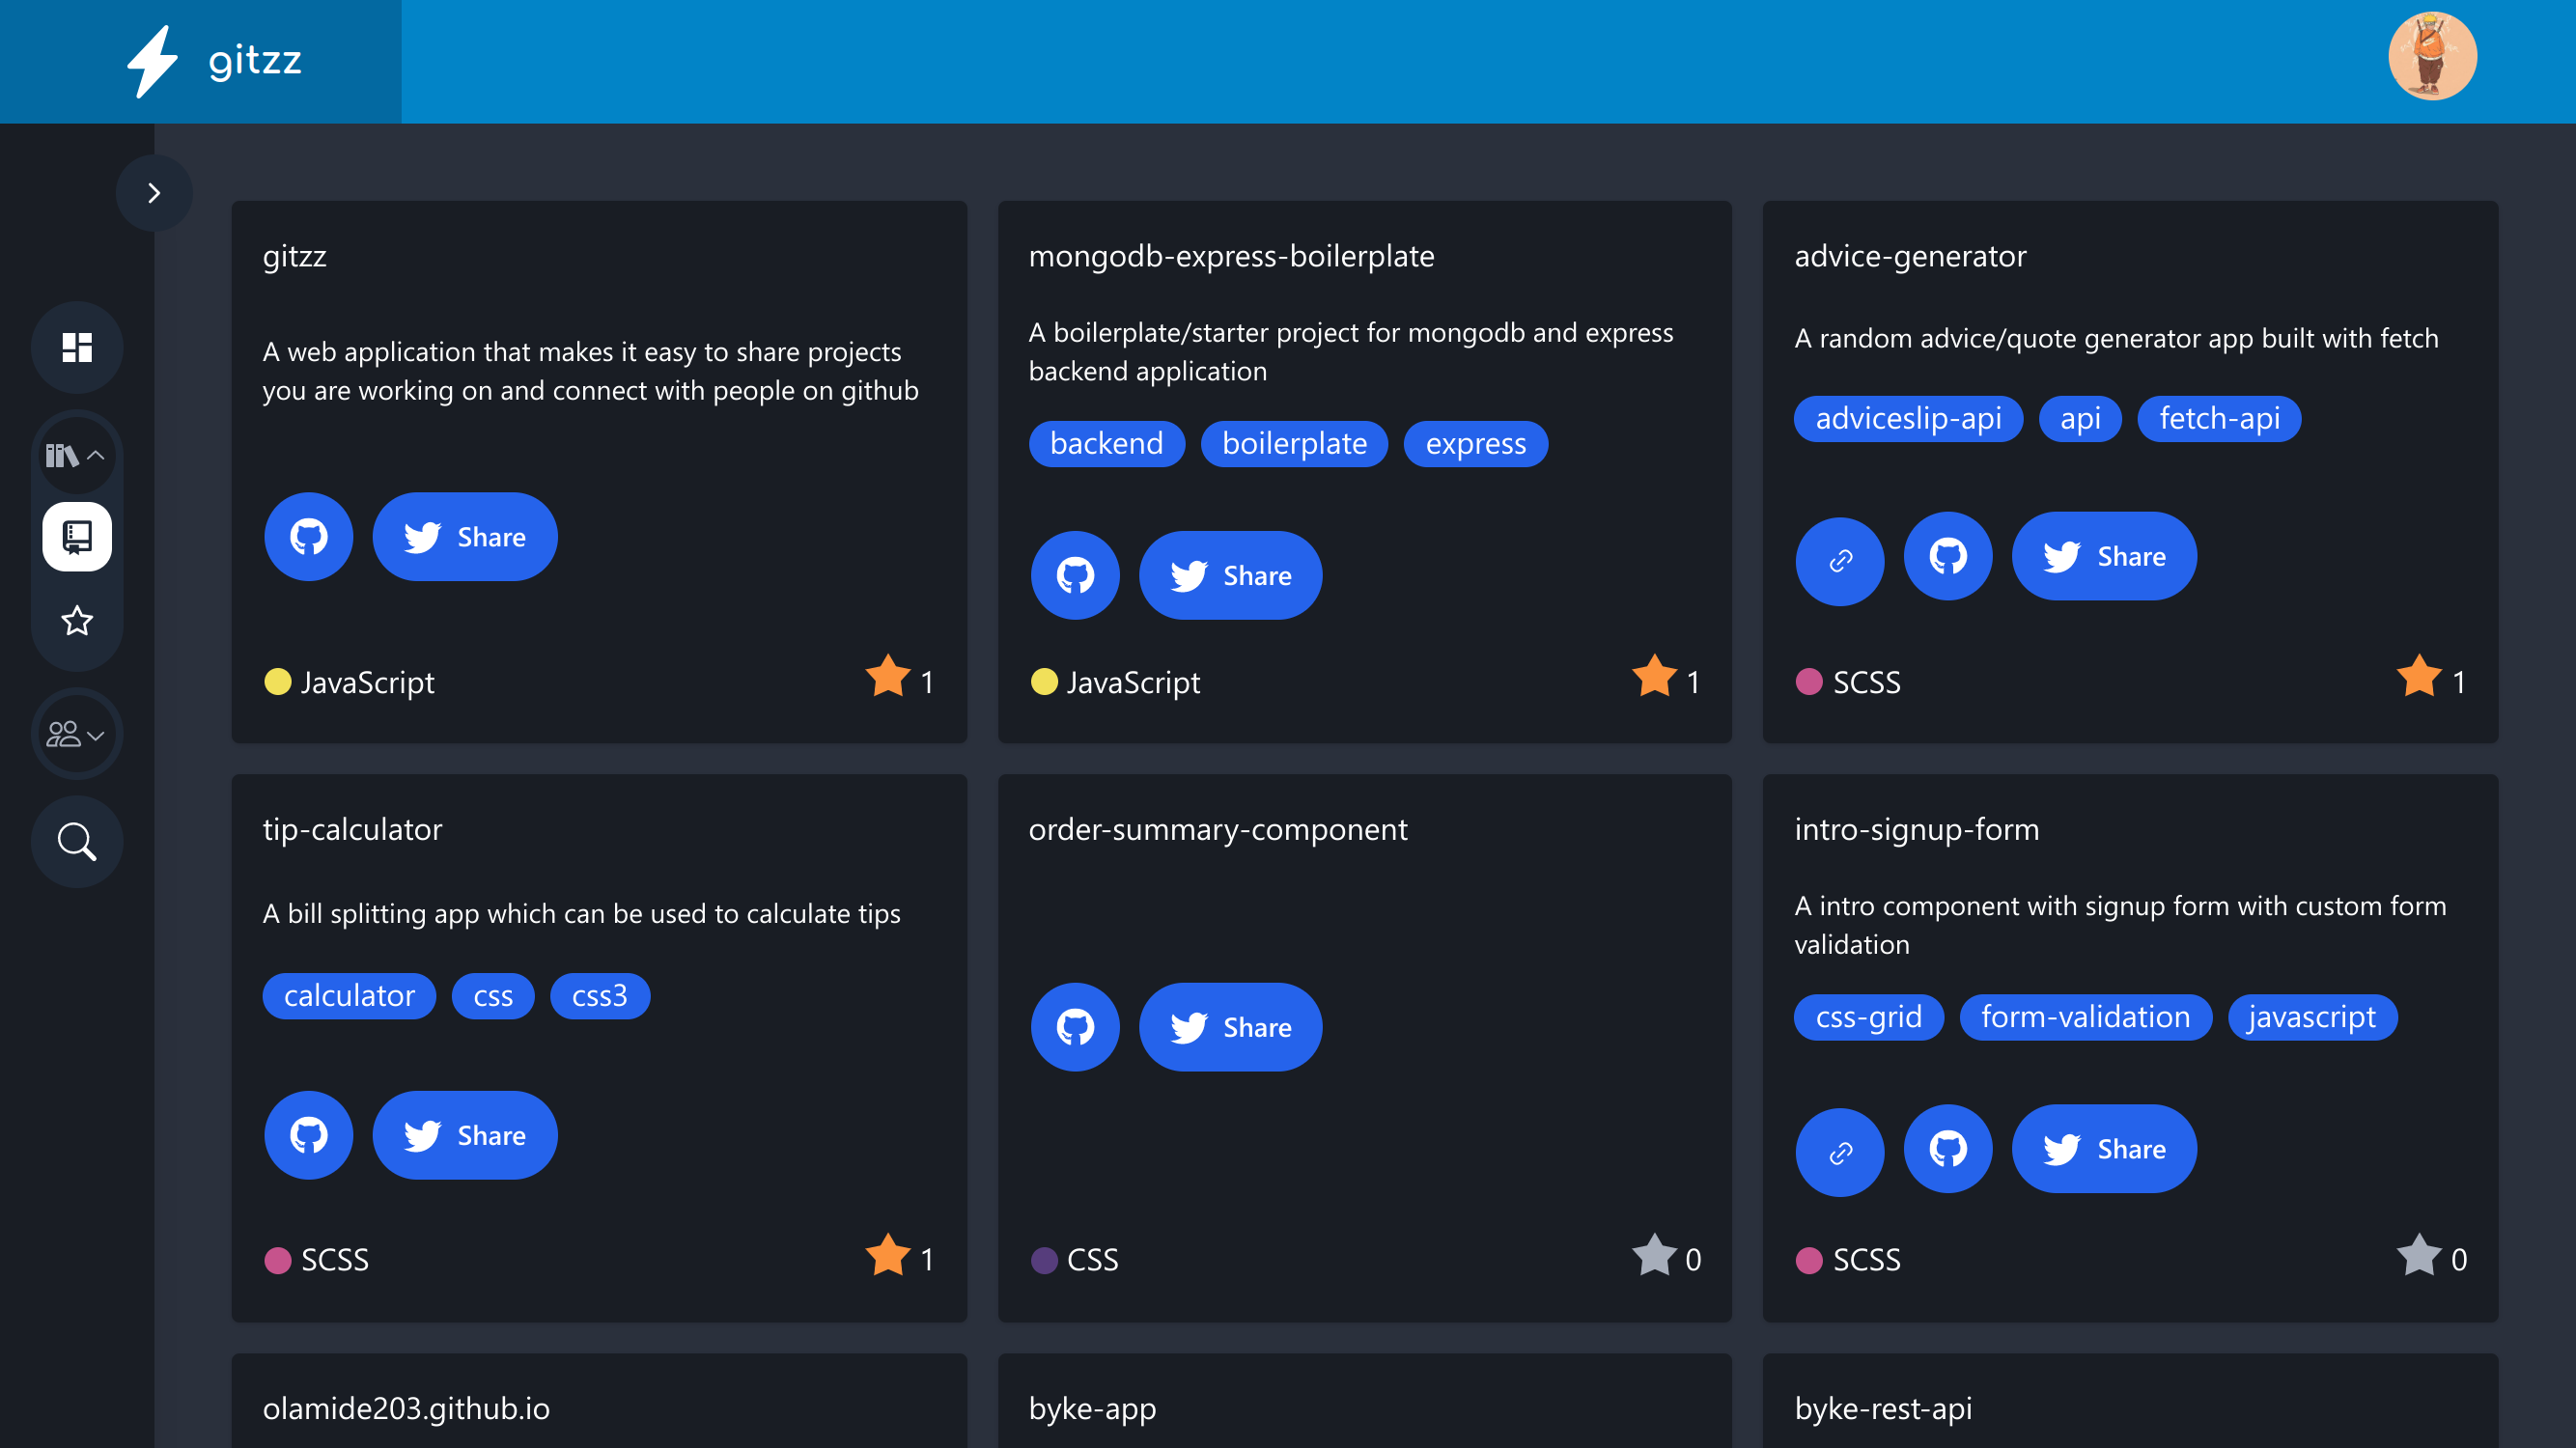 gitzz
gitzz
A web application that makes it easy to share projects
you are working on and connect with people on github
Share
JavaScript
1
mongodb-express-boilerplate
A boilerplate/starter project for mongodb and express
backend application
backend boilerplate express
Share
JavaScript
1
advice-generator
A random advice/quote generator app built with fetch
adviceslip-api api fetch-api
Share
SCSS
1
tip-calculator
A bill splitting app which can be used to calculate tips
calculator css css3
Share
SCSS
1
order-summary-component
Share
CSS
0
intro-signup-form
A intro component with signup form with custom form
validation
css-grid form-validation javascript
Share
SCSS
0
olamide203.github.io
byke-app
byke-rest-api